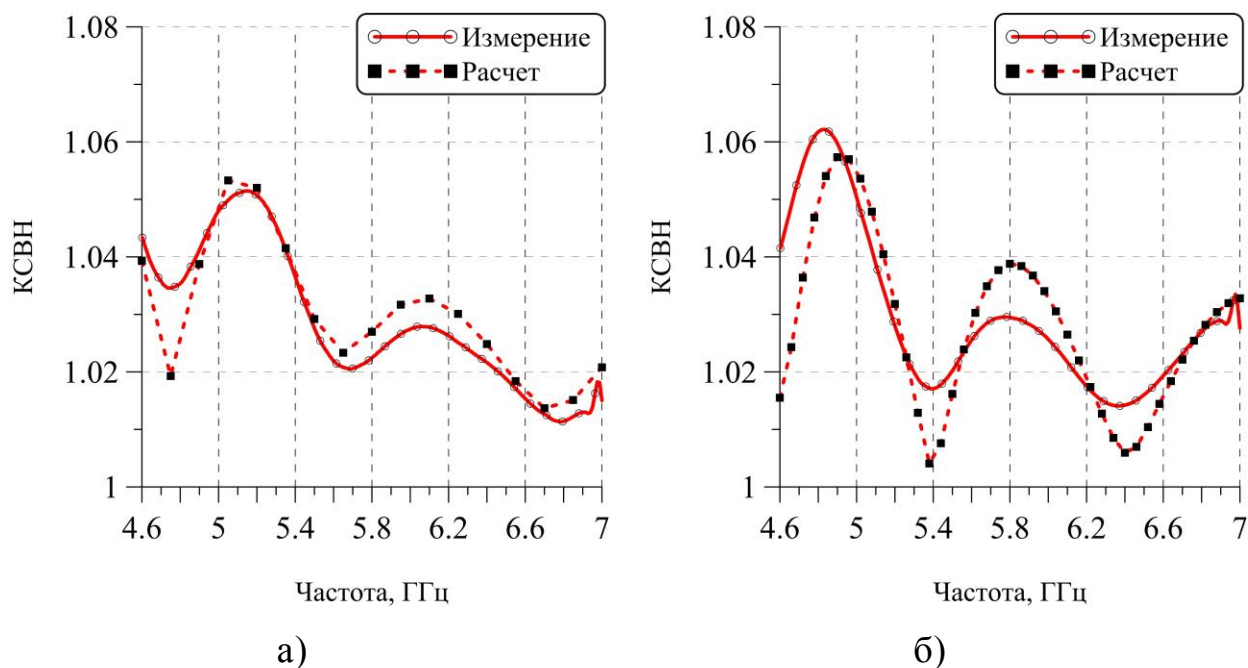 1.08
1.06
1.04
1.02
1
КСВН
4.6 5 5.4 5.8 6.2 6.6 7
Частота, ГГц
Измерение
Расчет
а)
1.08
1.06
1.04
1.02
1
КСВН
4.6 5 5.4 5.8 6.2 6.6 7
Частота, ГГц
Измерение
Расчет
б)